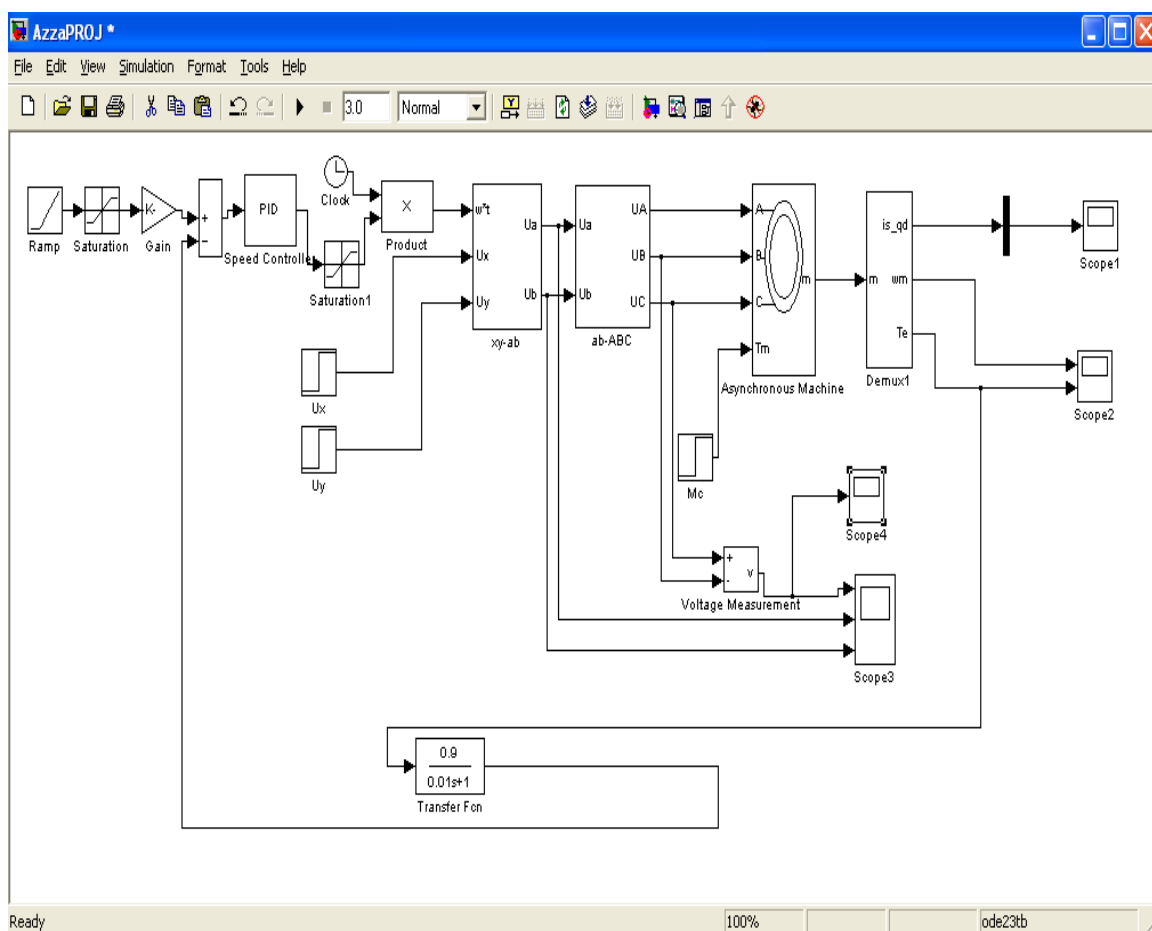 AzzaPROJ *
File Edit View Simulation Format Tools Help
3.0 Normal
Ramp
Saturation
K-
Gain
+
−
PID
Speed Controller
Saturation1
Clock
X
Product
w*t
Ux
Uy
Ua
Ub
xy-ab
Ua
Ub
UA
UB
UC
ab-ABC
A
B
C
Tm
m
Asynchronous Machine
m
is_qd
wm
Te
Demux1
Scope1
Scope2
Ux
Uy
Mc
Scope4
+
-
v
Voltage Measurement
Scope3
0.9
0.01s+1
Transfer Fcn
Ready 100% ode23tb